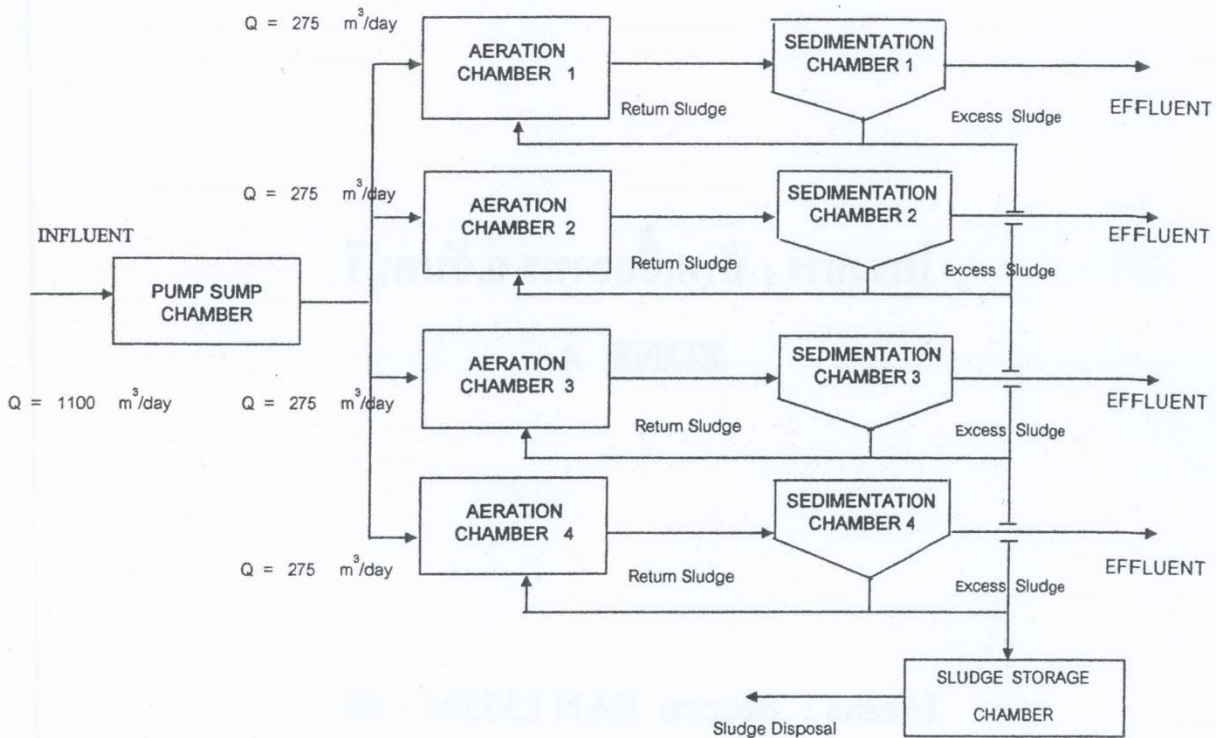 Q = 275 m³/day
AERATION
CHAMBER 1
SEDIMENTATION
CHAMBER 1
Return Sludge
Excess Sludge
EFFLUENT
Q = 275 m³/day
AERATION
CHAMBER 2
SEDIMENTATION
CHAMBER 2
Return Sludge
Excess Sludge
EFFLUENT
INFLUENT
PUMP SUMP
CHAMBER
Q = 1100 m³/day
Q = 275 m³/day
AERATION
CHAMBER 3
SEDIMENTATION
CHAMBER 3
Return Sludge
Excess Sludge
EFFLUENT
AERATION
CHAMBER 4
SEDIMENTATION
CHAMBER 4
Q = 275 m³/day
Return Sludge
Excess Sludge
EFFLUENT
SLUDGE STORAGE
CHAMBER
Sludge Disposal
ZONE A